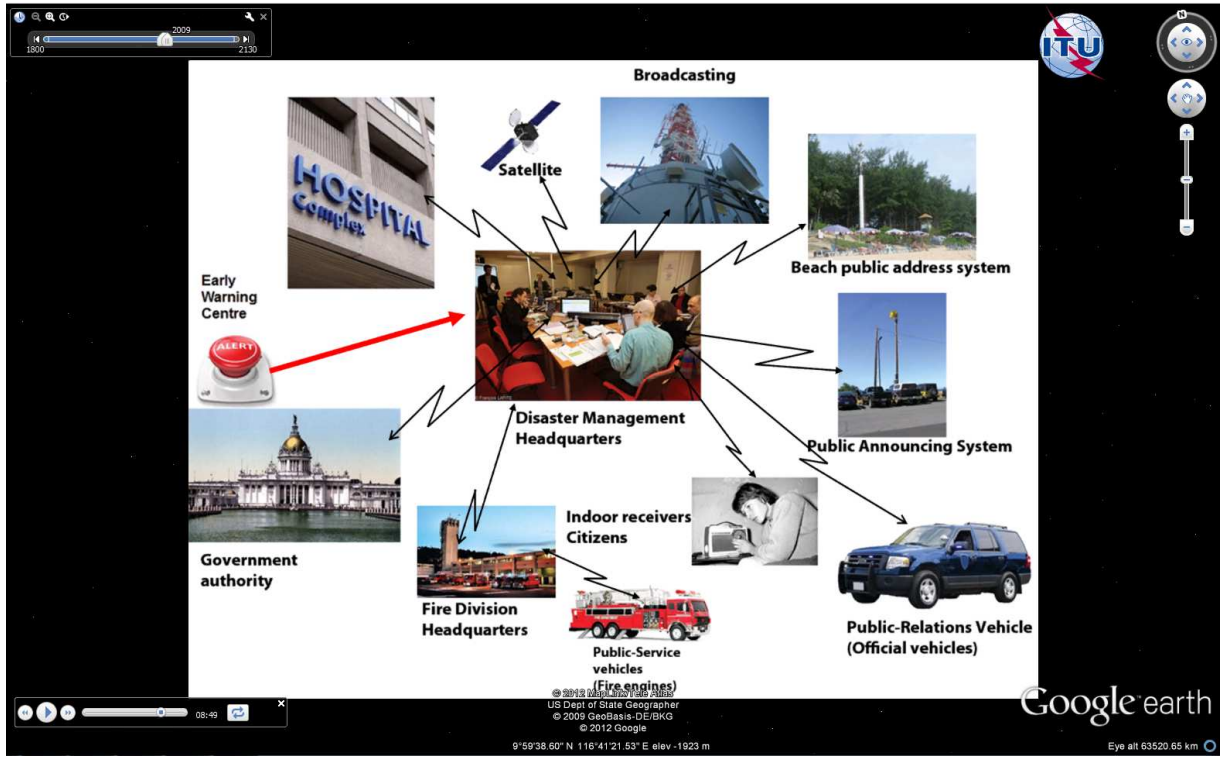 2009
1800
2130
ITU
N
Broadcasting
HOSPITAL
Complex
Satellite
Beach public address system
Early
Warning
Centre
ALERT
Disaster Management
Headquarters
Public Announcing System
Indoor receivers
Citizens
Government
authority
Fire Division
Headquarters
Public-Service
vehicles
(Fire engines)
Public-Relations Vehicle
(Official vehicles)
08:49
© 2012 MapLink/Tele Atlas
US Dept of State Geographer
© 2009 GeoBasis-DE/BKG
© 2012 Google
Google earth
9°59'38.60" N 116°41'21.53" E elev -1923 m
Eye alt 63520.65 km